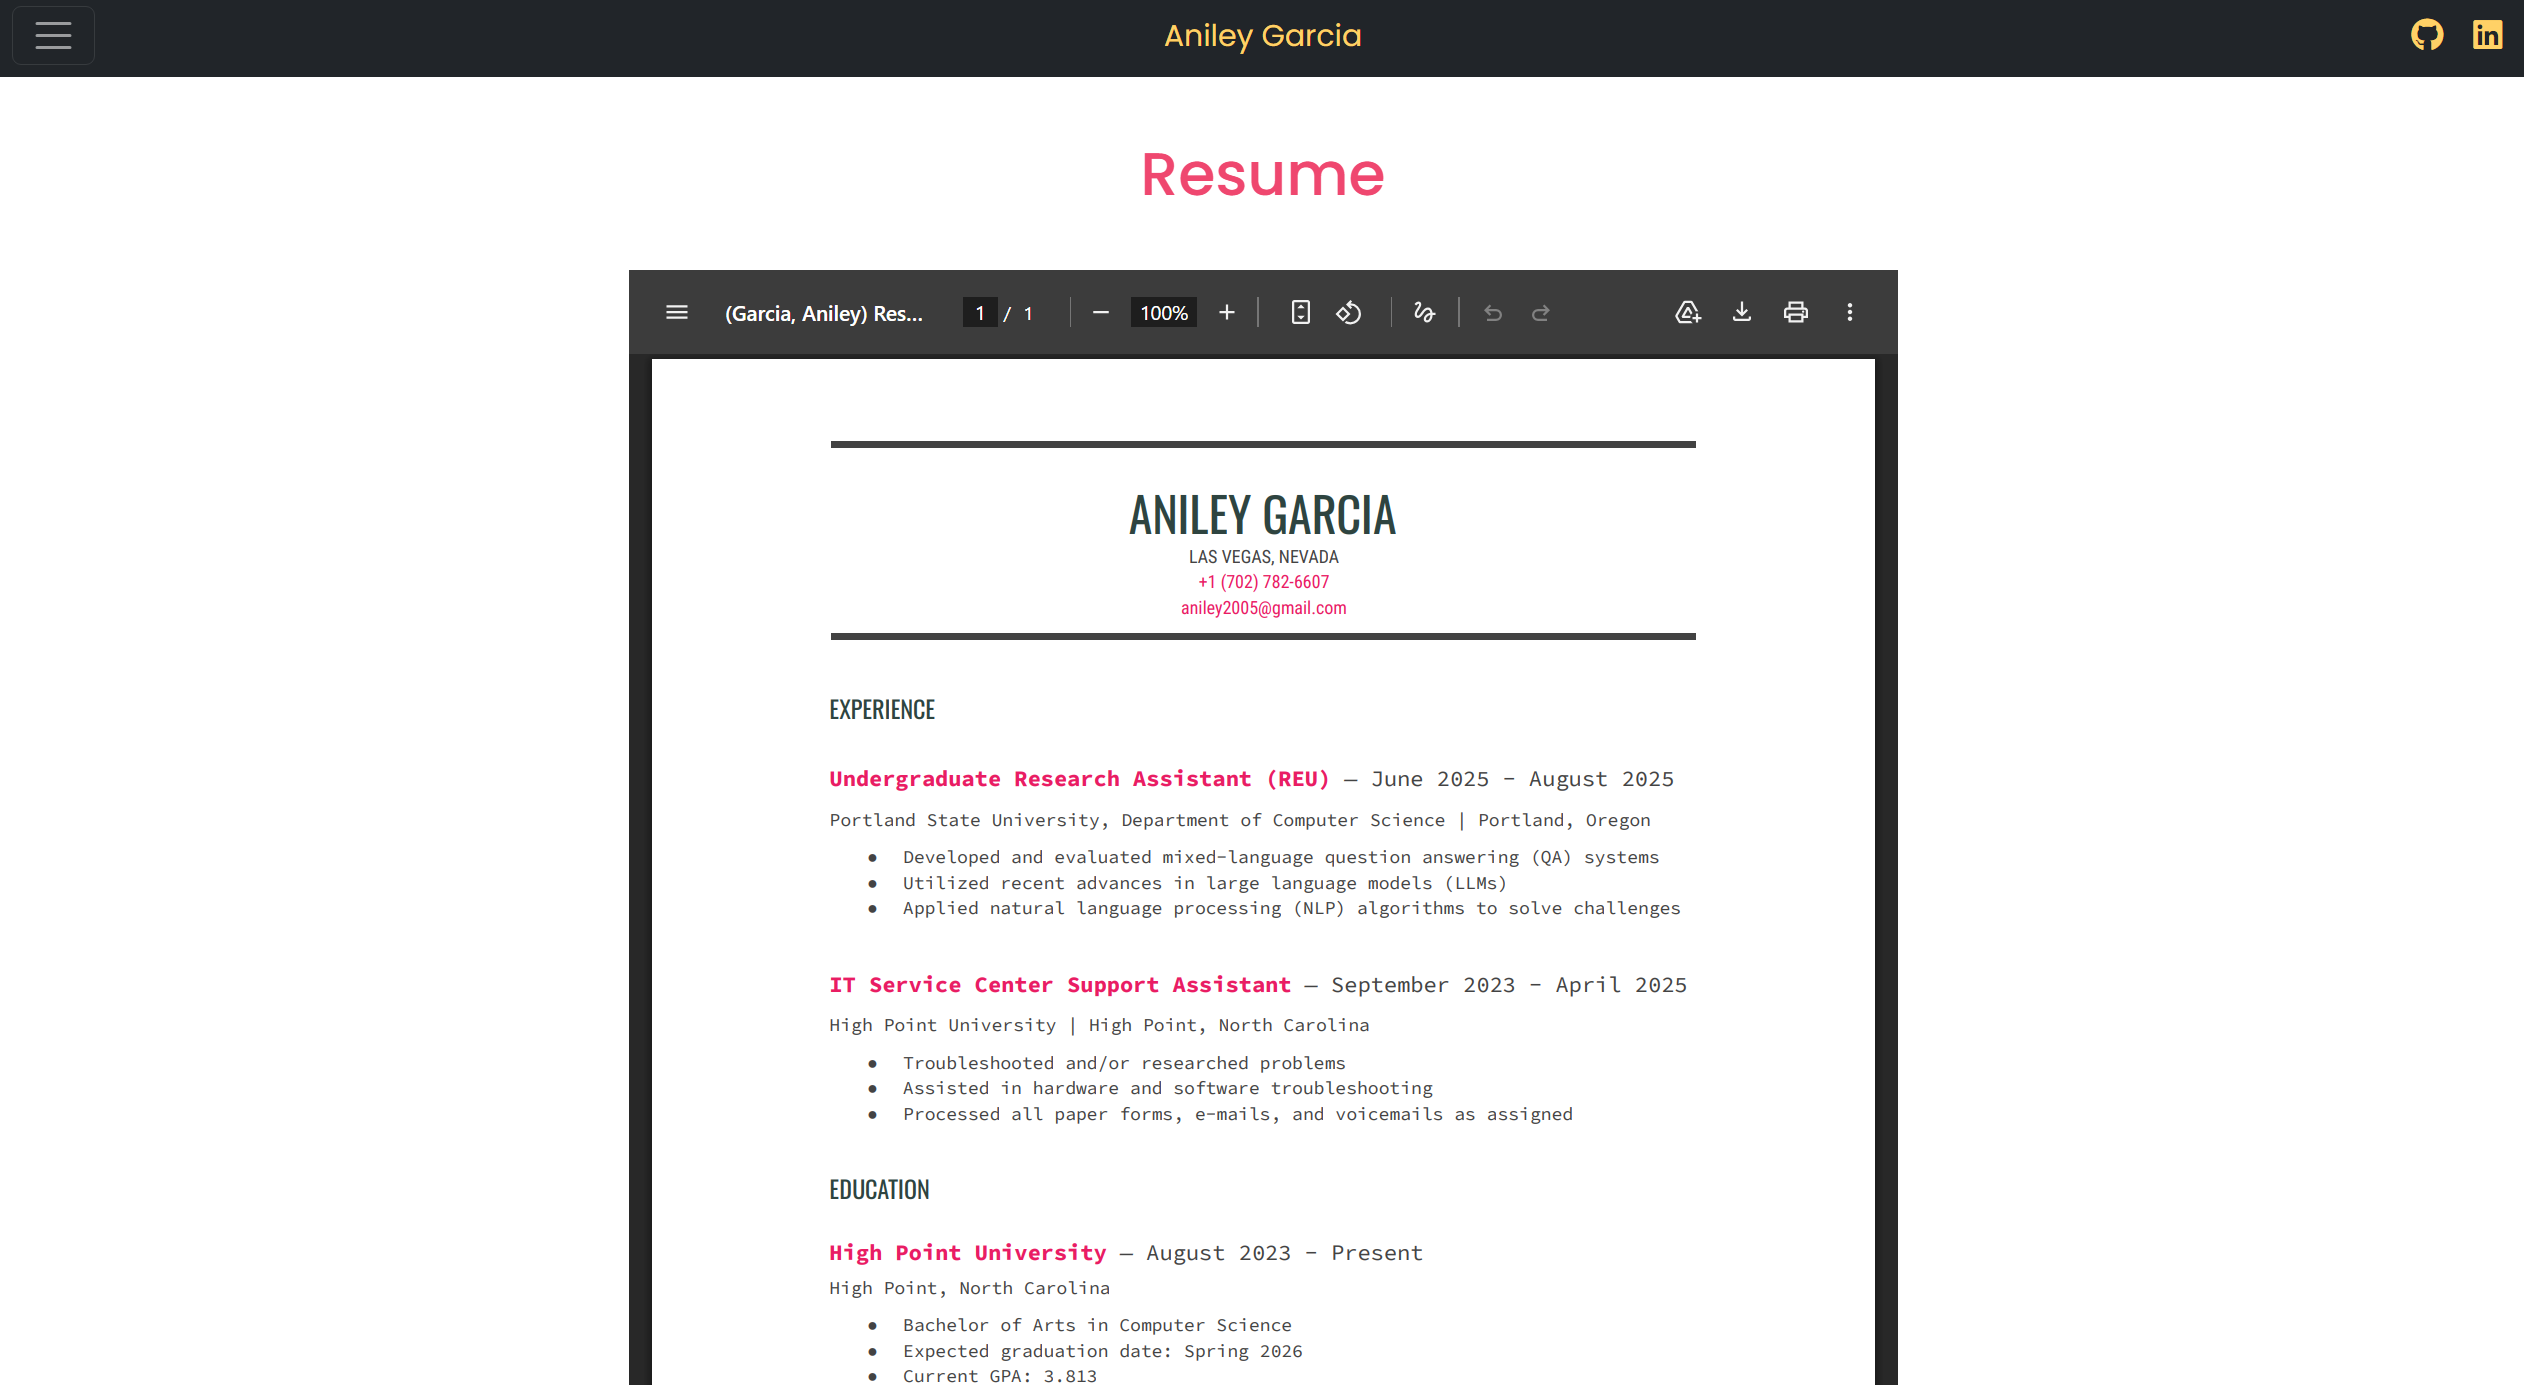 Aniley Garcia
in
Resume
(Garcia, Aniley) Res...
1 / 1
100%
ANILEY GARCIA
LAS VEGAS, NEVADA
+1 (702) 782-6607
aniley2005@gmail.com
EXPERIENCE
Undergraduate Research Assistant (REU) — June 2025 - August 2025
Portland State University, Department of Computer Science | Portland, Oregon
● Developed and evaluated mixed-language question answering (QA) systems
● Utilized recent advances in large language models (LLMs)
● Applied natural language processing (NLP) algorithms to solve challenges
IT Service Center Support Assistant — September 2023 - April 2025
High Point University | High Point, North Carolina
● Troubleshooted and/or researched problems
● Assisted in hardware and software troubleshooting
● Processed all paper forms, e-mails, and voicemails as assigned
EDUCATION
High Point University — August 2023 - Present
High Point, North Carolina
● Bachelor of Arts in Computer Science
● Expected graduation date: Spring 2026
● Current GPA: 3.813